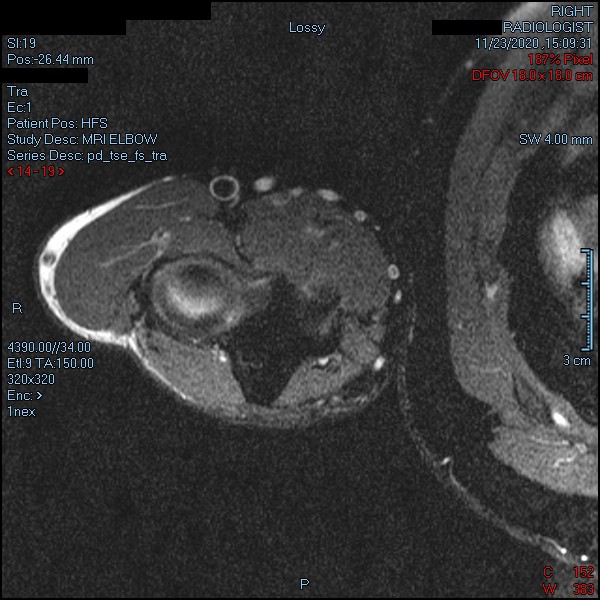 RIGHT
Lossy
RADIOLOGIST
SI:19
11/23/2020 ,15:09:31
Pos:-26.44 mm
187% Pixel
DFOV 18.0 x 18.0 cm
Tra
Ec:1
Patient Pos: HFS
Study Desc: MRI ELBOW
SW 4.00 mm
Series Desc: pd_tse_fs_tra
< 14 - 19 >
R
4390.00//34.00
Etl:9 TA:150.00
3 cm
320x320
Enc: >
1nex
P
C 152
W 383